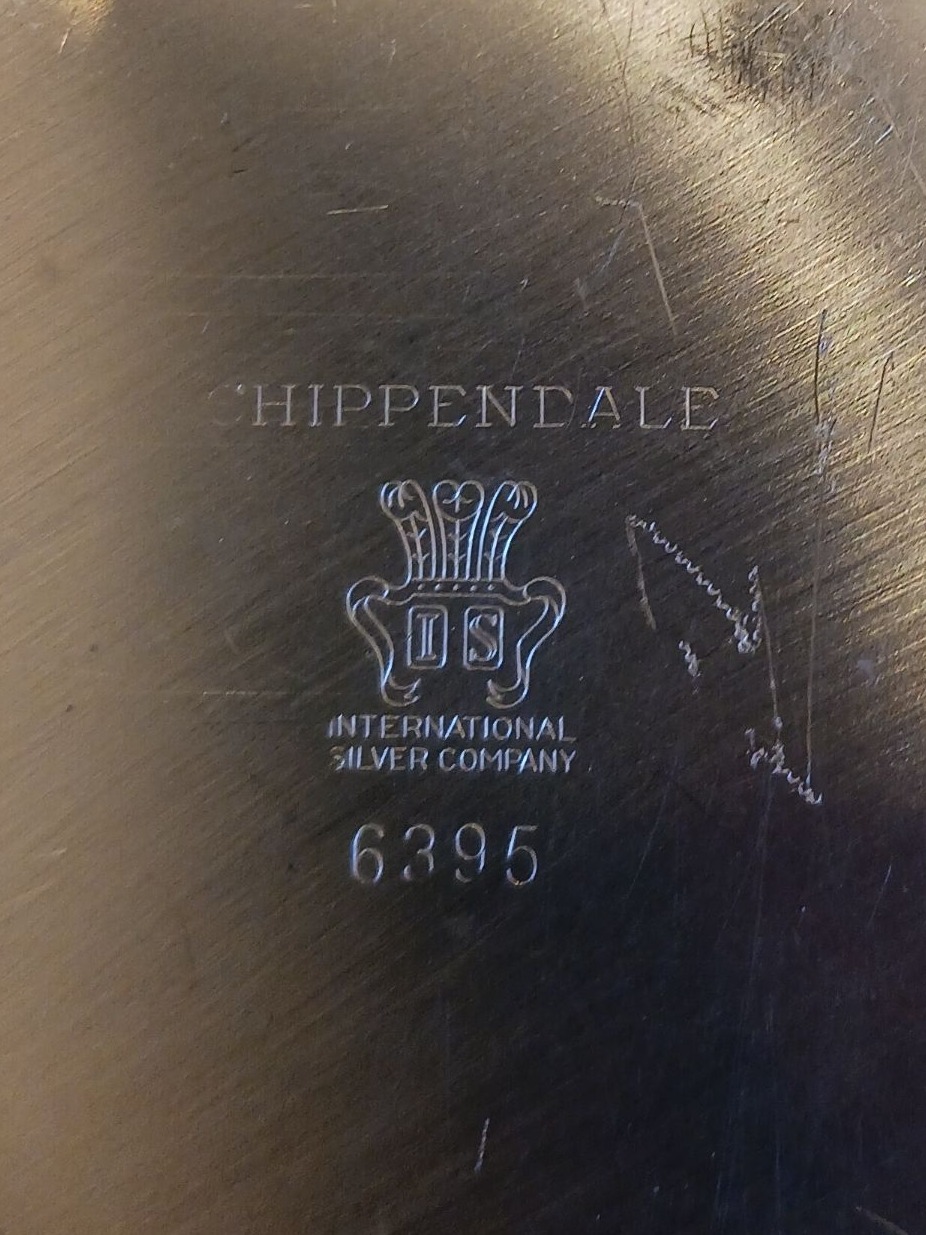 CHIPPENDALE
I S
INTERNATIONAL
SILVER COMPANY
6395